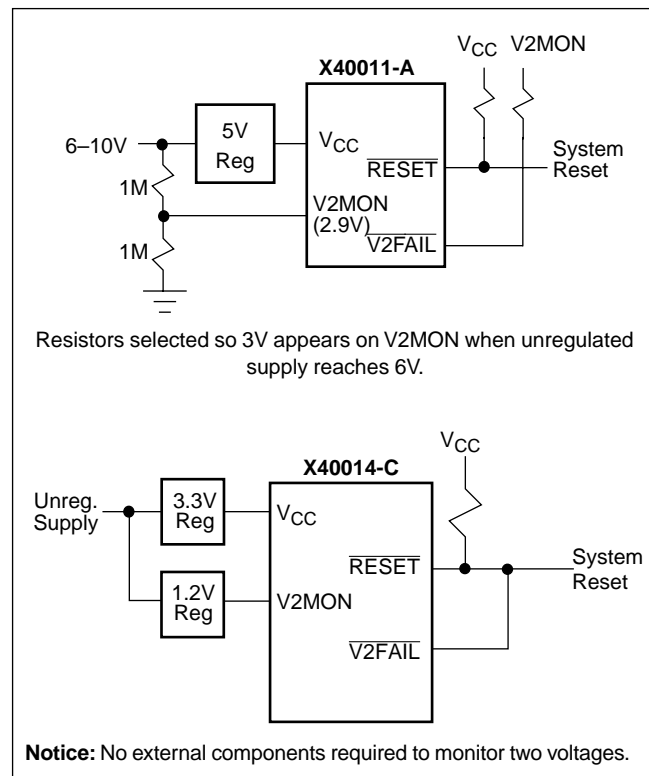 X40011-A
VCC V2MON
6–10V
5V
Reg
VCC
RESET
System
Reset
1M
V2MON
(2.9V)
V2FAIL
1M
Resistors selected so 3V appears on V2MON when unregulated
supply reaches 6V.
X40014-C
VCC
Unreg.
Supply
3.3V
Reg
VCC
RESET
System
Reset
1.2V
Reg
V2MON
V2FAIL
Notice: No external components required to monitor two voltages.